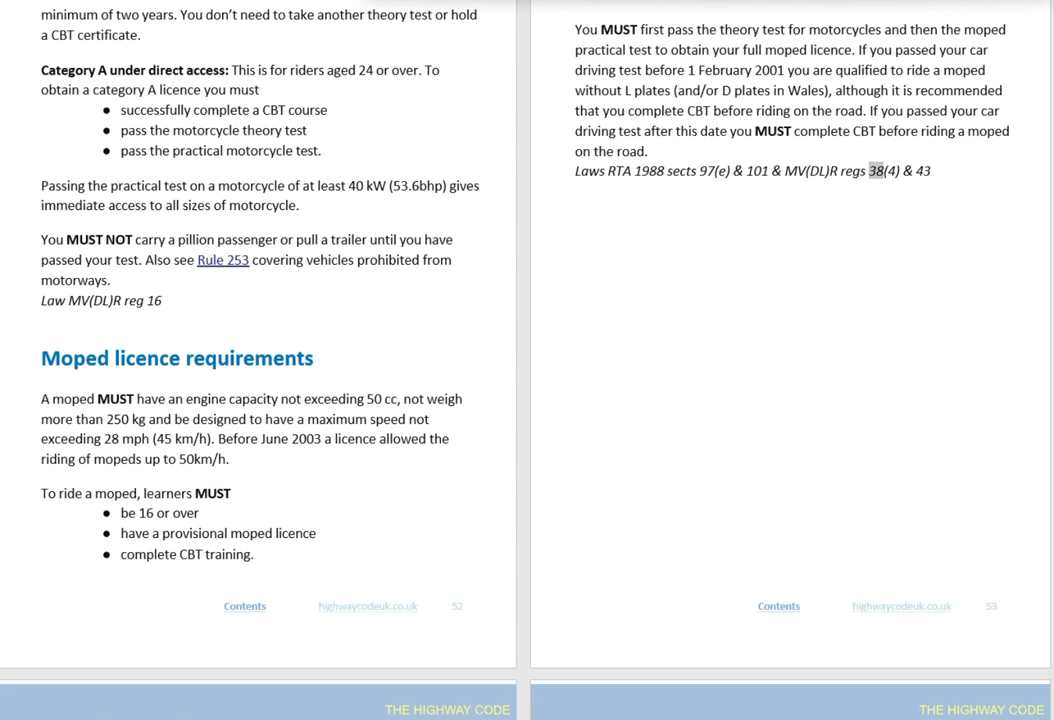 minimum of two years. You don’t need to take another theory test or hold
a CBT certificate.
Category A under direct access: This is for riders aged 24 or over. To
obtain a category A licence you must
● successfully complete a CBT course
● pass the motorcycle theory test
● pass the practical motorcycle test.
Passing the practical test on a motorcycle of at least 40 kW (53.6bhp) gives
immediate access to all sizes of motorcycle.
You MUST NOT carry a pillion passenger or pull a trailer until you have
passed your test. Also see Rule 253 covering vehicles prohibited from
motorways.
Law MV(DL)R reg 16
Moped licence requirements
A moped MUST have an engine capacity not exceeding 50 cc, not weigh
more than 250 kg and be designed to have a maximum speed not
exceeding 28 mph (45 km/h). Before June 2003 a licence allowed the
riding of mopeds up to 50km/h.
To ride a moped, learners MUST
● be 16 or over
● have a provisional moped licence
● complete CBT training.
Contents highwaycodeuk.co.uk 52
You MUST first pass the theory test for motorcycles and then the moped
practical test to obtain your full moped licence. If you passed your car
driving test before 1 February 2001 you are qualified to ride a moped
without L plates (and/or D plates in Wales), although it is recommended
that you complete CBT before riding on the road. If you passed your car
driving test after this date you MUST complete CBT before riding a moped
on the road.
Laws RTA 1988 sects 97(e) & 101 & MV(DL)R regs 38(4) & 43
Contents highwaycodeuk.co.uk 53
THE HIGHWAY CODE
THE HIGHWAY CODE